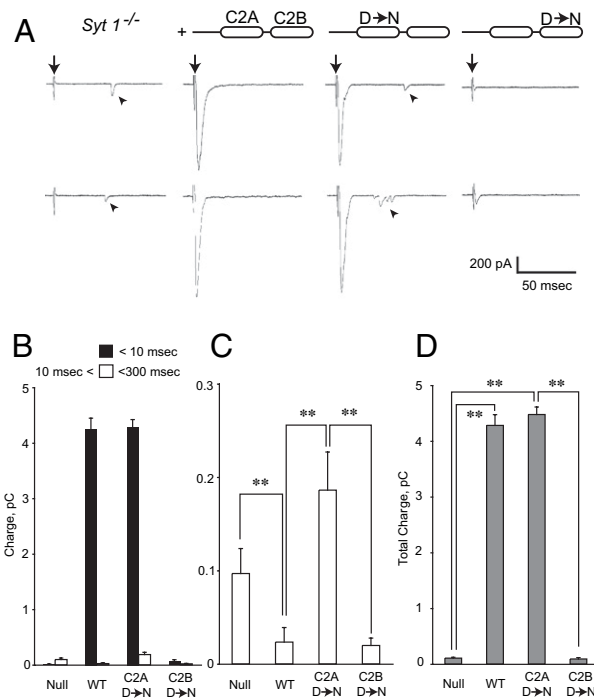 A
Syt 1-/-
+
C2A C2B
D→N
D→N
200 pA
50 msec
B
< 10 msec
10 msec < <300 msec
Charge, pC
5
4
3
2
1
0
Null WT C2A D→N C2B D→N
C
0.3
0.2
0.1
0
** ** **
Null WT C2A D→N C2B D→N
D
Total Charge, pC
5
4
3
2
1
0
** ** **
Null WT C2A D→N C2B D→N